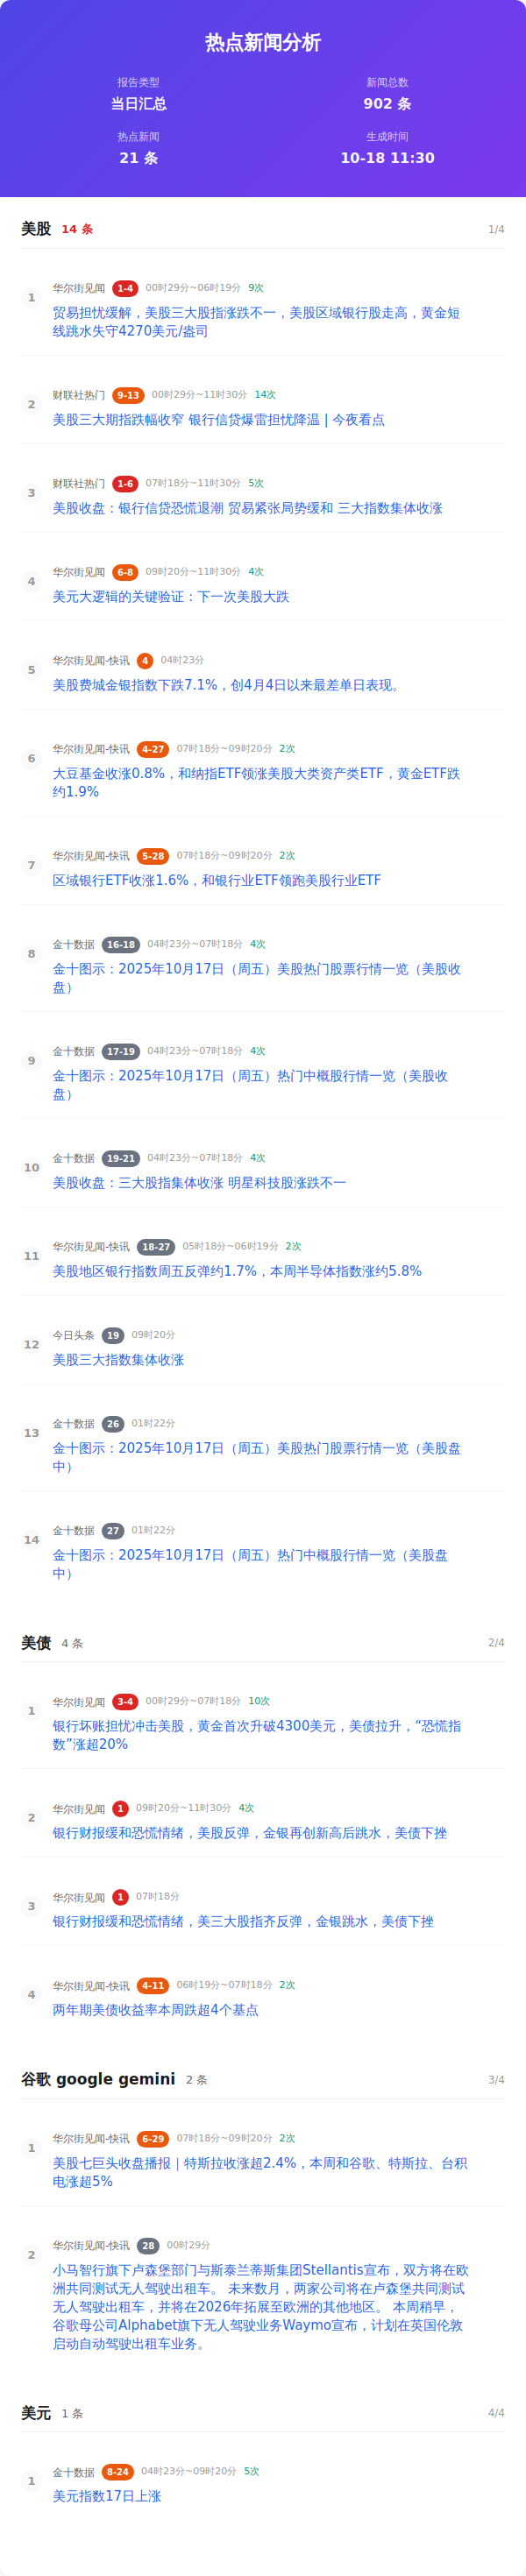 热点新闻分析
报告类型
当日汇总
新闻总数
902 条
热点新闻
21 条
生成时间
10-18 11:30
美股 14 条 1/4
1 华尔街见闻 1-4 00时29分~06时19分 9次
贸易担忧缓解，美股三大股指涨跌不一，美股区域银行股走高，黄金短
线跳水失守4270美元/盎司
2 财联社热门 9-13 00时29分~11时30分 14次
美股三大期指跌幅收窄 银行信贷爆雷担忧降温 | 今夜看点
3 财联社热门 1-6 07时18分~11时30分 5次
美股收盘：银行信贷恐慌退潮 贸易紧张局势缓和 三大指数集体收涨
4 华尔街见闻 6-8 09时20分~11时30分 4次
美元大逻辑的关键验证：下一次美股大跌
5 华尔街见闻-快讯 4 04时23分
美股费城金银指数下跌7.1%，创4月4日以来最差单日表现。
6 华尔街见闻-快讯 4-27 07时18分~09时20分 2次
大豆基金收涨0.8%，和纳指ETF领涨美股大类资产类ETF，黄金ETF跌
约1.9%
7 华尔街见闻-快讯 5-28 07时18分~09时20分 2次
区域银行ETF收涨1.6%，和银行业ETF领跑美股行业ETF
8 金十数据 16-18 04时23分~07时18分 4次
金十图示：2025年10月17日（周五）美股热门股票行情一览（美股收
盘）
9 金十数据 17-19 04时23分~07时18分 4次
金十图示：2025年10月17日（周五）热门中概股行情一览（美股收
盘）
10 金十数据 19-21 04时23分~07时18分 4次
美股收盘：三大股指集体收涨 明星科技股涨跌不一
11 华尔街见闻-快讯 18-27 05时18分~06时19分 2次
美股地区银行指数周五反弹约1.7%，本周半导体指数涨约5.8%
12 今日头条 19 09时20分
美股三大指数集体收涨
13 金十数据 26 01时22分
金十图示：2025年10月17日（周五）美股热门股票行情一览（美股盘
中）
14 金十数据 27 01时22分
金十图示：2025年10月17日（周五）热门中概股行情一览（美股盘
中）
美债 4 条 2/4
1 华尔街见闻 3-4 00时29分~07时18分 10次
银行坏账担忧冲击美股，黄金首次升破4300美元，美债拉升，“恐慌指
数”涨超20%
2 华尔街见闻 1 09时20分~11时30分 4次
银行财报缓和恐慌情绪，美股反弹，金银再创新高后跳水，美债下挫
3 华尔街见闻 1 07时18分
银行财报缓和恐慌情绪，美三大股指齐反弹，金银跳水，美债下挫
4 华尔街见闻-快讯 4-11 06时19分~07时18分 2次
两年期美债收益率本周跌超4个基点
谷歌 google gemini 2 条 3/4
1 华尔街见闻-快讯 6-29 07时18分~09时20分 2次
美股七巨头收盘播报｜特斯拉收涨超2.4%，本周和谷歌、特斯拉、台积
电涨超5%
2 华尔街见闻-快讯 28 00时29分
小马智行旗下卢森堡部门与斯泰兰蒂斯集团Stellantis宣布，双方将在欧
洲共同测试无人驾驶出租车。 未来数月，两家公司将在卢森堡共同测试
无人驾驶出租车，并将在2026年拓展至欧洲的其他地区。 本周稍早，
谷歌母公司Alphabet旗下无人驾驶业务Waymo宣布，计划在英国伦敦
启动自动驾驶出租车业务。
美元 1 条 4/4
1 金十数据 8-24 04时23分~09时20分 5次
美元指数17日上涨